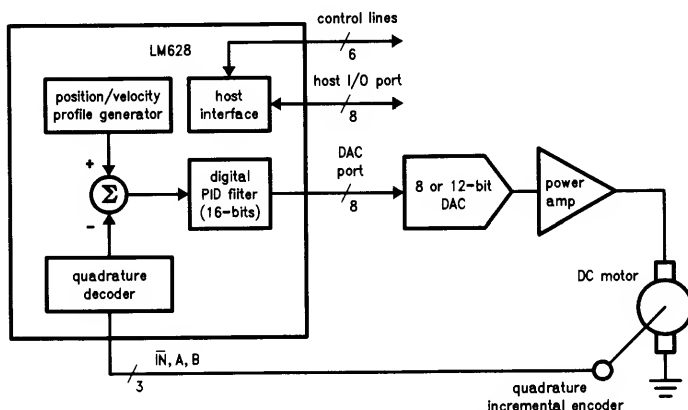 control lines
LM628
6
position/velocity
profile generator
host
interface
host I/O port
8
+
Σ
−
digital
PID filter
(16-bits)
DAC
port
8
8 or 12-bit
DAC
power
amp
quadrature
decoder
DC motor
I̅N̅, A, B
3
quadrature
incremental encoder